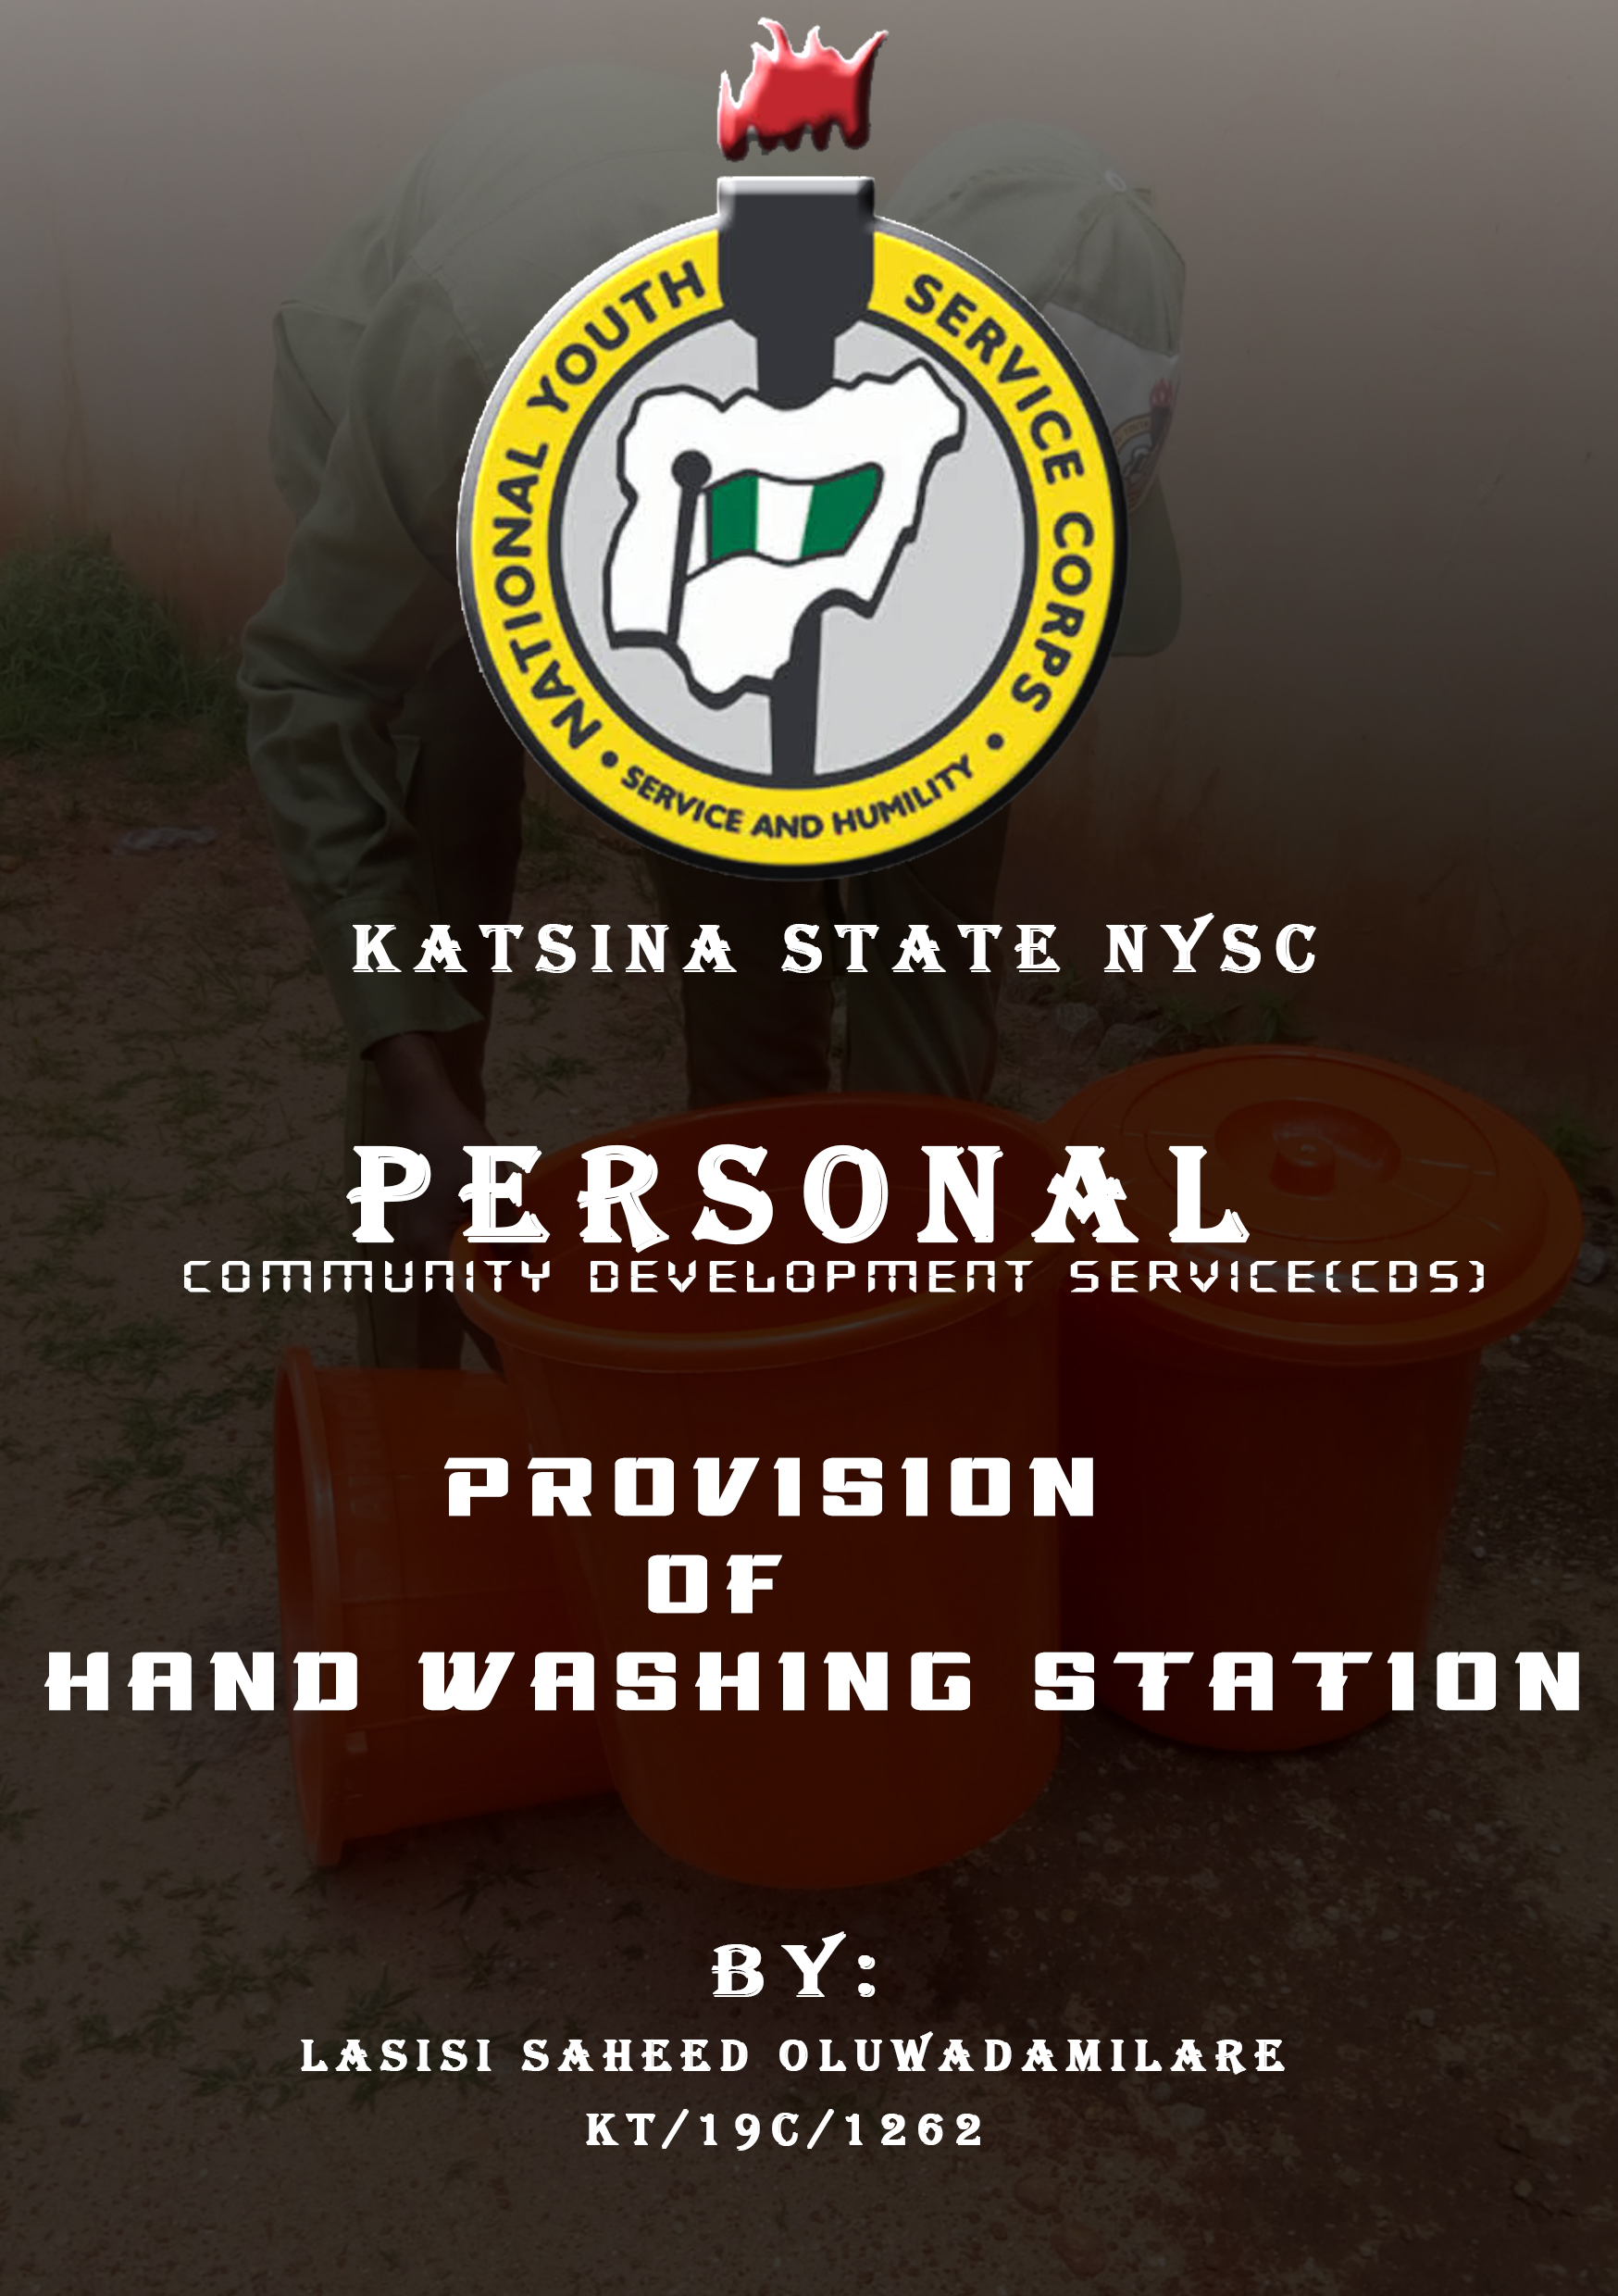 NATIONAL YOUTH SERVICE CORPS
SERVICE AND HUMILITY
KATSINA STATE NYSC
PERSONAL
COMMUNITY DEVELOPMENT SERVICE(CDS)
PROVISION
OF
HAND WASHING STATION
BY:
LASISI SAHEED OLUWADAMILARE
KT/19C/1262